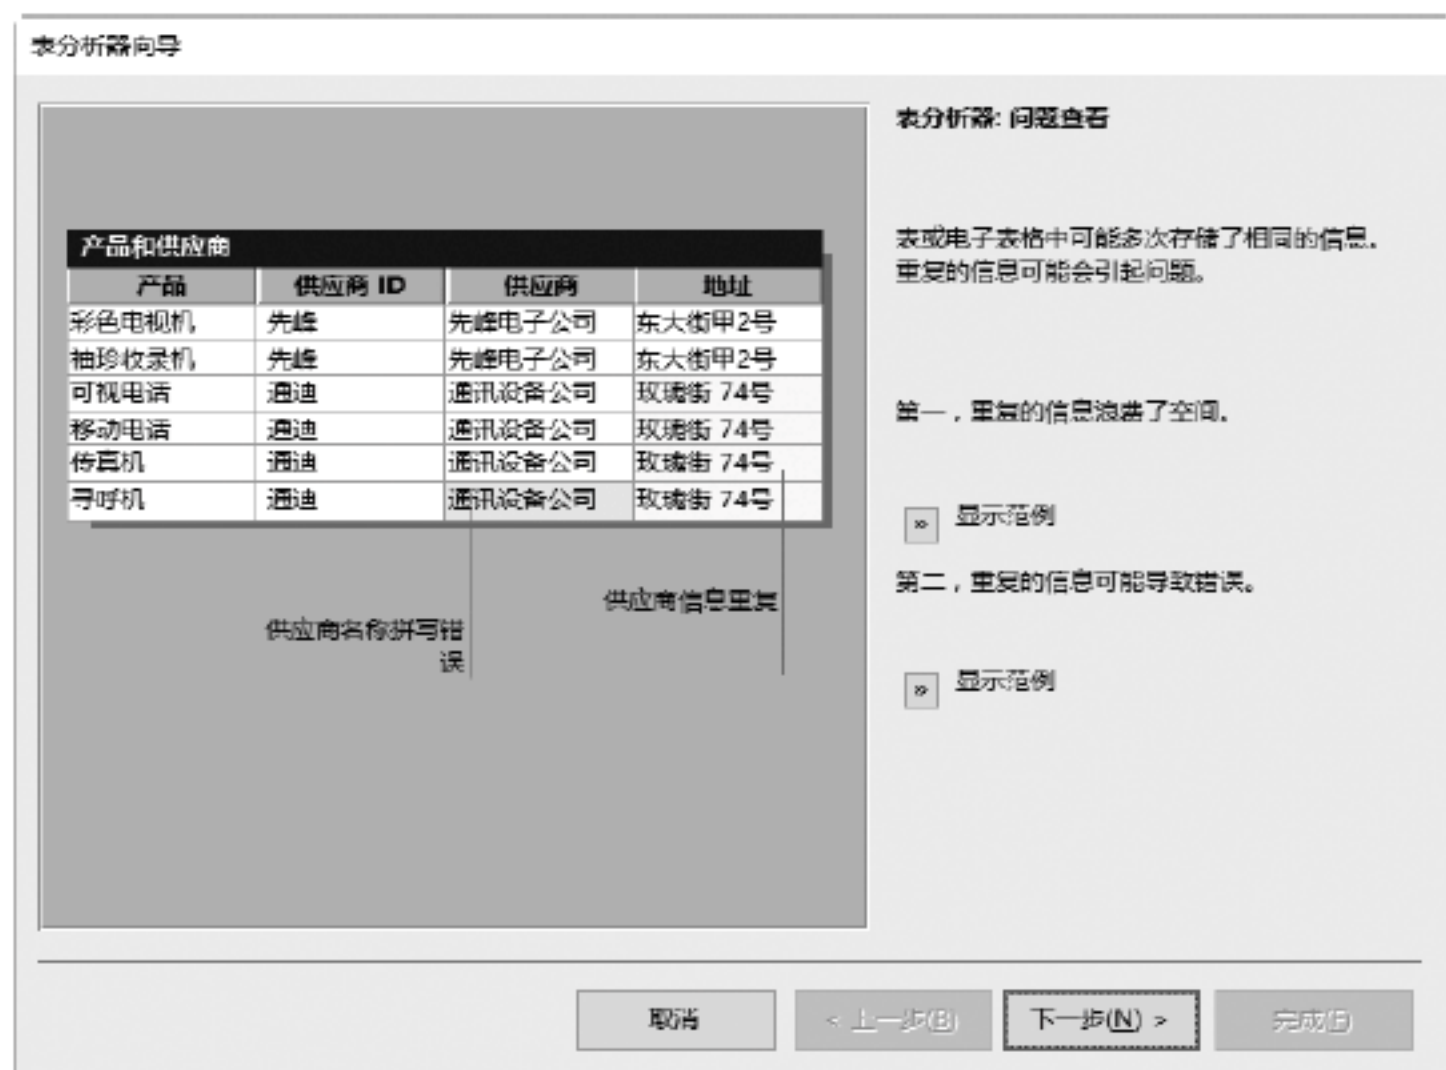 表分析器向导
表分析器: 问题查看
表或电子表格中可能多次存储了相同的信息。
重复的信息可能会引起问题。
产品和供应商
产品 供应商 ID 供应商 地址
彩色电视机 先峰 先峰电子公司 东大街甲2号
袖珍收录机 先峰 先峰电子公司 东大街甲2号
可视电话 通迪 通讯设备公司 玫瑰街 74号
移动电话 通迪 通讯设备公司 玫瑰街 74号
传真机 通迪 通讯设备公司 玫瑰街 74号
寻呼机 通迪 通讯设备公司 玫瑰街 74号
供应商信息重复
供应商名称拼写错
误
第一，重复的信息浪费了空间。
» 显示范例
第二，重复的信息可能导致错误。
» 显示范例
取消 < 上一步(B) 下一步(N) > 完成(F)